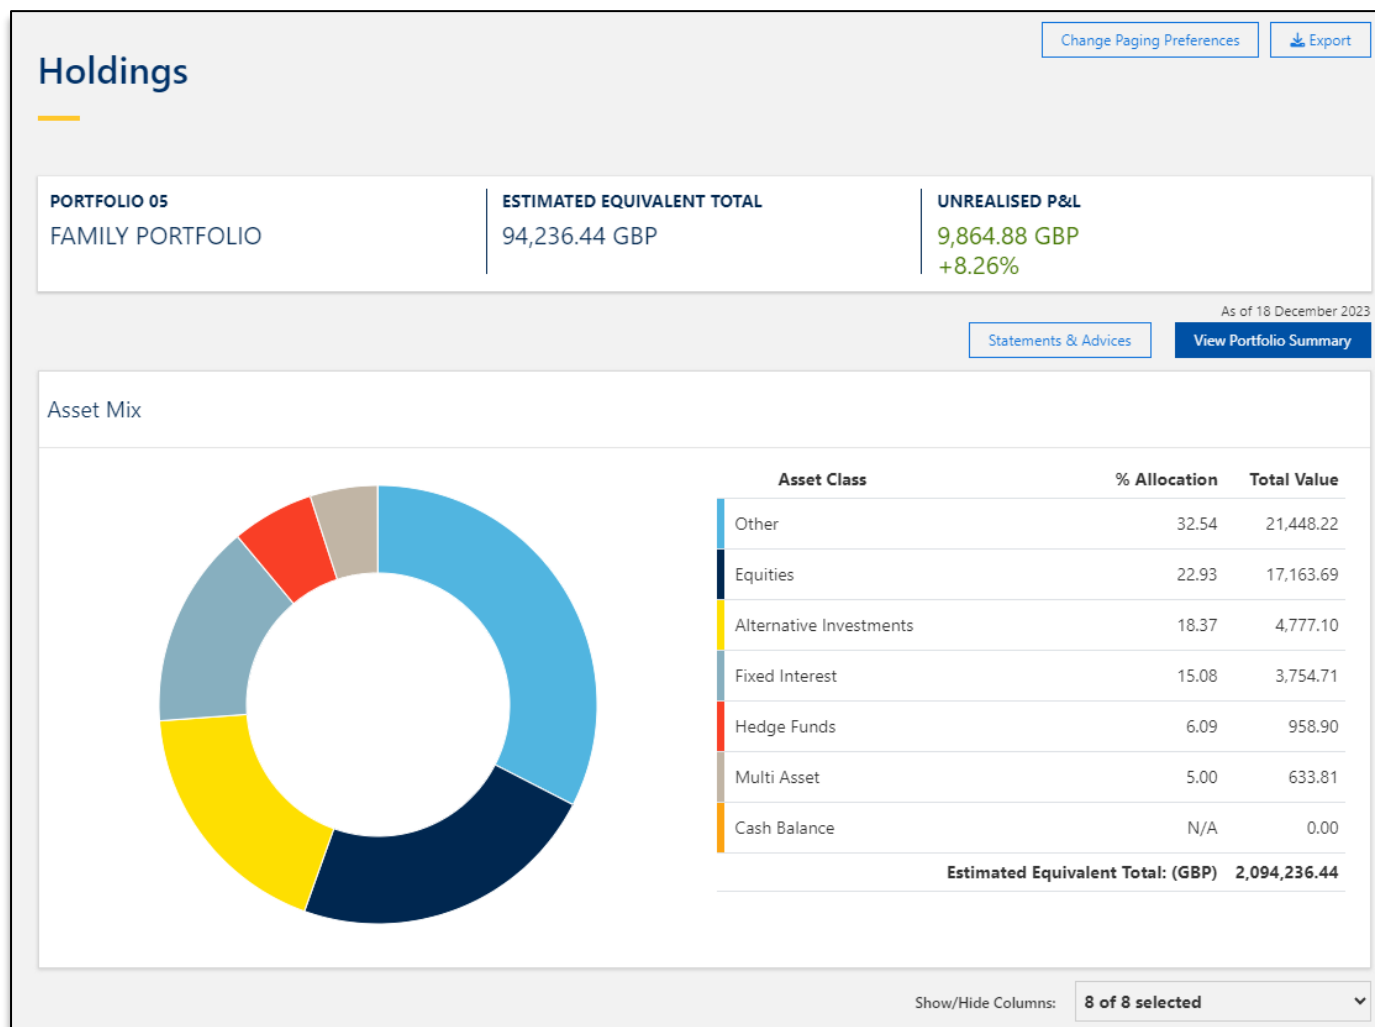 Change Paging Preferences Export
Holdings
PORTFOLIO 05 ESTIMATED EQUIVALENT TOTAL UNREALISED P&L
FAMILY PORTFOLIO 94,236.44 GBP 9,864.88 GBP
+8.26%
As of 18 December 2023
Statements & Advices View Portfolio Summary
Asset Mix
Asset Class % Allocation Total Value
Other 32.54 21,448.22
Equities 22.93 17,163.69
Alternative Investments 18.37 4,777.10
Fixed Interest 15.08 3,754.71
Hedge Funds 6.09 958.90
Multi Asset 5.00 633.81
Cash Balance N/A 0.00
Estimated Equivalent Total: (GBP) 2,094,236.44
Show/Hide Columns: 8 of 8 selected